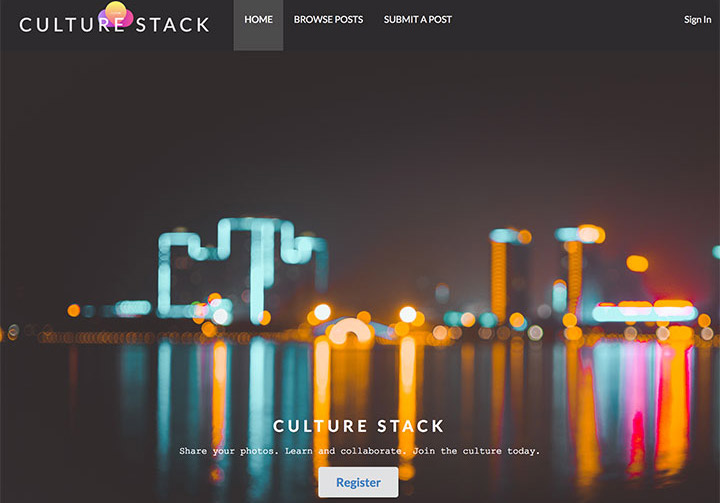 CULTURE STACK
HOME
BROWSE POSTS
SUBMIT A POST
Sign In
CULTURE STACK
Share your photos. Learn and collaborate. Join the culture today.
Register